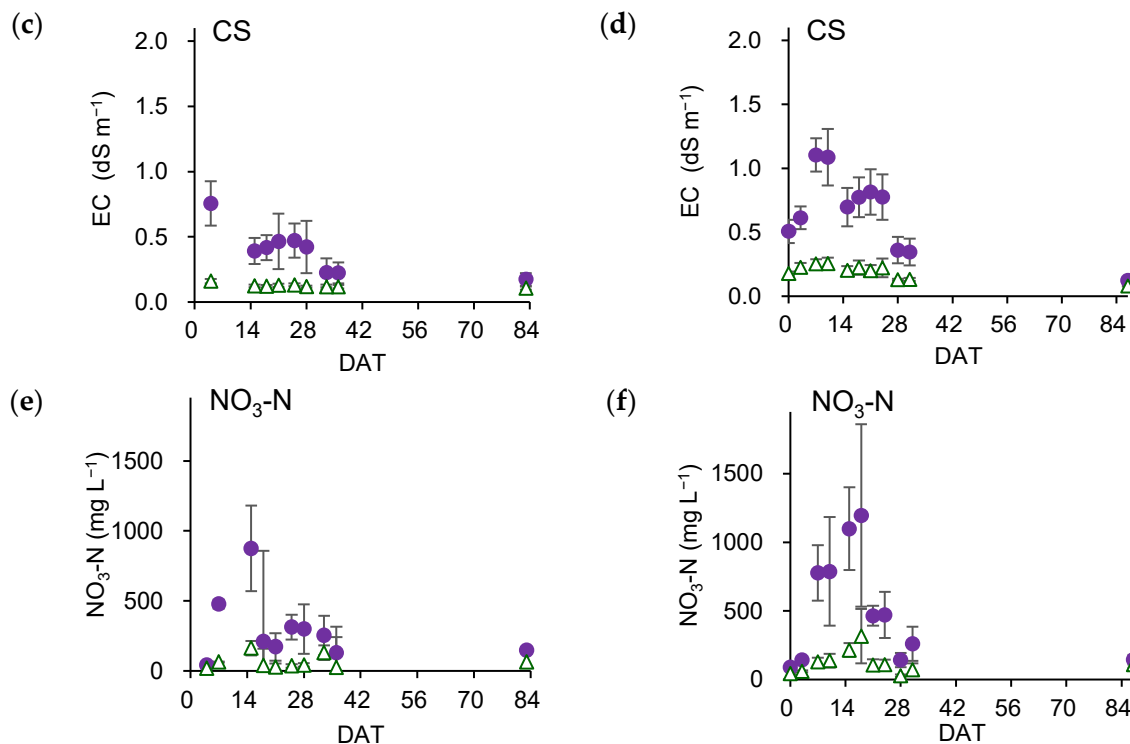 (c)
CS
2.0
1.5
1.0
0.5
0.0
EC (dS m⁻¹)
0 14 28 42 56 70 84
DAT
(d)
CS
2.0
1.5
1.0
0.5
0.0
EC (dS m⁻¹)
0 14 28 42 56 70 84
DAT
(e)
NO₃-N
1500
1000
500
0
NO₃-N (mg L⁻¹)
0 14 28 42 56 70 84
DAT
(f)
NO₃-N
1500
1000
500
0
NO₃-N (mg L⁻¹)
0 14 28 42 56 70 84
DAT